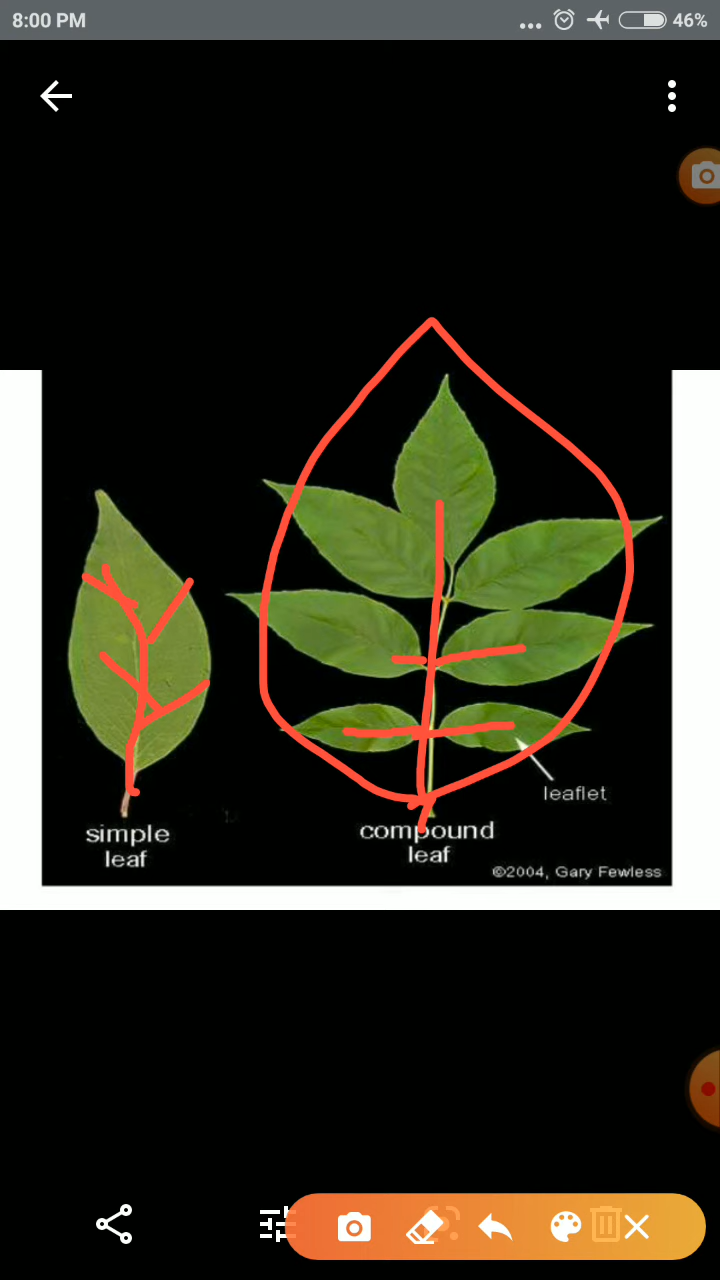 8:00 PM
46%
leaflet
simple
leaf
compound
leaf
©2004, Gary Fewless